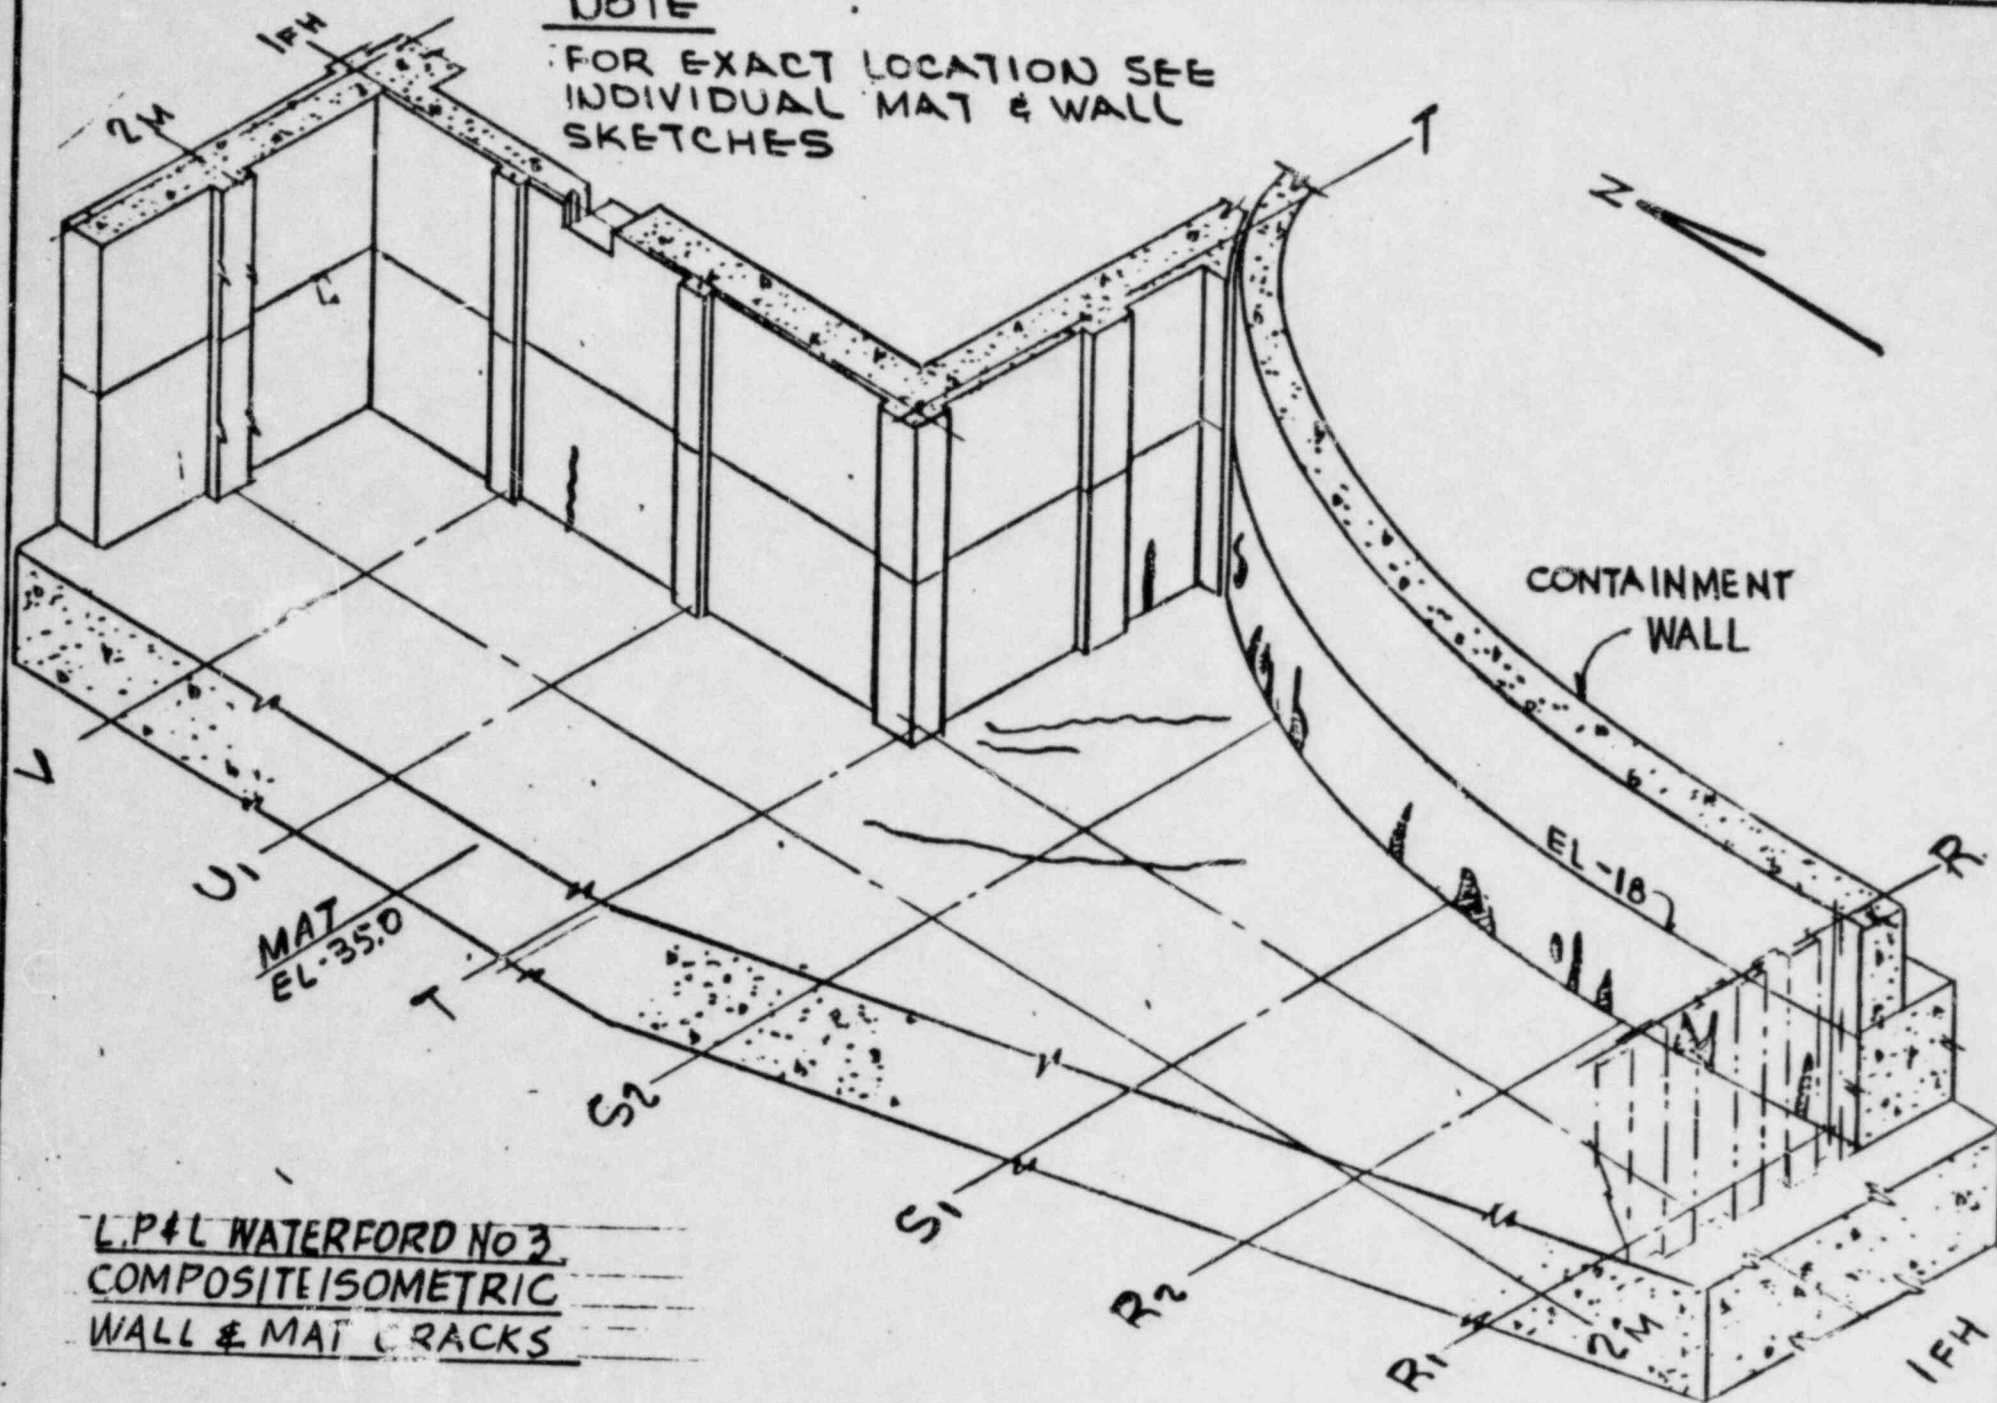 NOTE
FOR EXACT LOCATION SEE
INDIVIDUAL MAT & WALL
SKETCHES
1FH
2M
T
N
CONTAINMENT
WALL
EL-18
R
L
U1
MAT
EL-35.0
T
S2
S1
R2
R1
2M
1FH
L.P&L WATERFORD No 3
COMPOSITE ISOMETRIC
WALL & MAT CRACKS